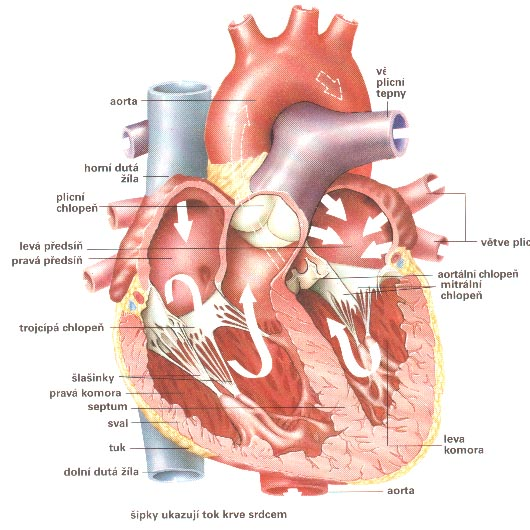 aorta
vě
plicní
tepny
horní dutá
žíla
plicní
chlopeň
levá předsíň
pravá předsíň
větve plic
aortální chlopeň
mitrální
chlopeň
trojcípá chlopeň
šlašinky
pravá komora
septum
sval
tuk
dolní dutá žíla
leva
komora
aorta
šipky ukazují tok krve srdcem